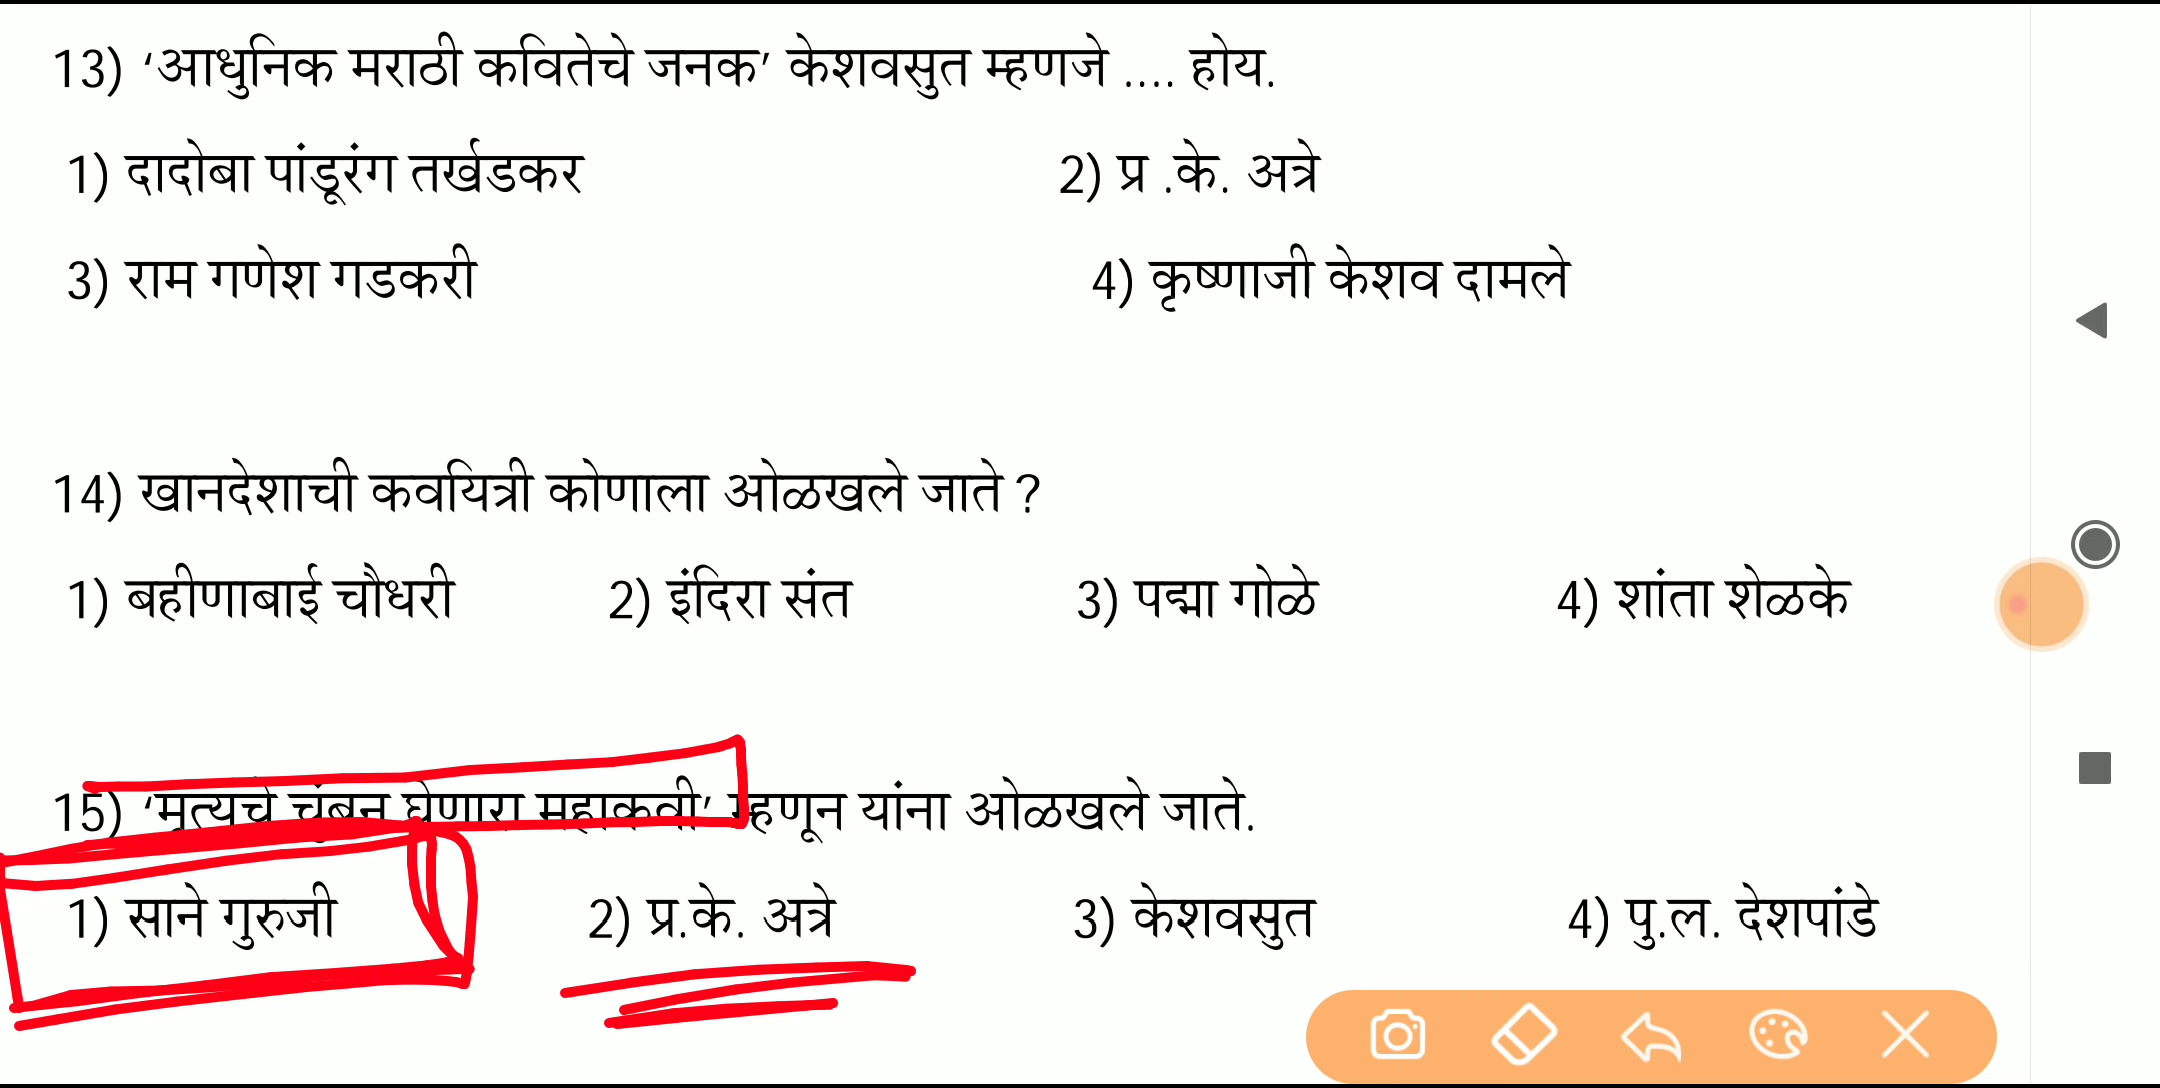 13) ‘आधुनिक मराठी कवितेचे जनक’ केशवसुत म्हणजे .... होय.
1) दादोबा पांडूरंग तर्खडकर 2) प्र .के. अत्रे
3) राम गणेश गडकरी 4) कृष्णाजी केशव दामले
14) खानदेशाची कवयित्री कोणाला ओळखले जाते ?
1) बहीणाबाई चौधरी 2) इंदिरा संत 3) पद्मा गोळे 4) शांता शेळके
15) ‘मृत्यूचे चुंबन घेणारा महाकवी’ म्हणून यांना ओळखले जाते.
1) साने गुरुजी 2) प्र.के. अत्रे 3) केशवसुत 4) पु.ल. देशपांडे